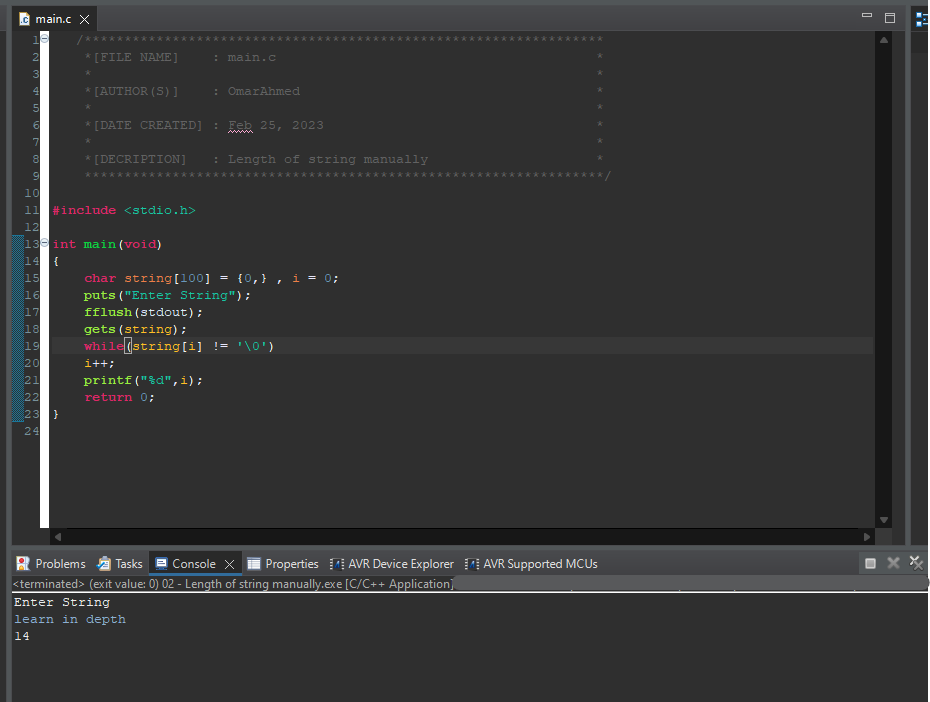 main.c
1 /*****************************************************************
2 *[FILE NAME] : main.c *
3 * *
4 *[AUTHOR(S)] : OmarAhmed *
5 * *
6 *[DATE CREATED] : Feb 25, 2023 *
7 * *
8 *[DECRIPTION] : Length of string manually *
9 *****************************************************************/
10
11 #include <stdio.h>
12
13 int main(void)
14 {
15 char string[100] = {0,} , i = 0;
16 puts("Enter String");
17 fflush(stdout);
18 gets(string);
19 while(string[i] != '\0')
20 i++;
21 printf("%d",i);
22 return 0;
23 }
24
Problems Tasks Console Properties AVR Device Explorer AVR Supported MCUs
<terminated> (exit value: 0) 02 - Length of string manually.exe [C/C++ Application]
Enter String
learn in depth
14